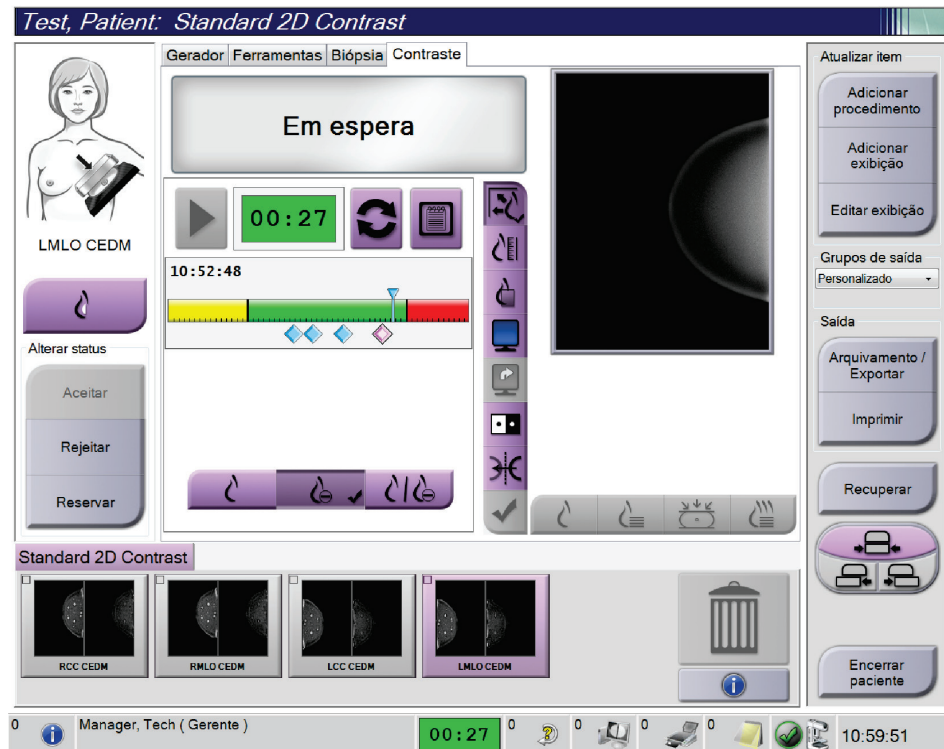 Test, Patient: Standard 2D Contrast
Gerador Ferramentas Biópsia Contraste
Em espera
LMLO CEDM
00:27
10:52:48
Alterar status
Aceitar
Rejeitar
Reservar
Atualizar item
Adicionar
procedimento
Adicionar
exibição
Editar exibição
Grupos de saída
Personalizado
Saída
Arquivamento /
Exportar
Imprimir
Recuperar
Encerrar
paciente
Standard 2D Contrast
RCC CEDM
RMLO CEDM
LCC CEDM
LMLO CEDM
0 Manager, Tech ( Gerente ) 00:27 0 0 0 0 10:59:51